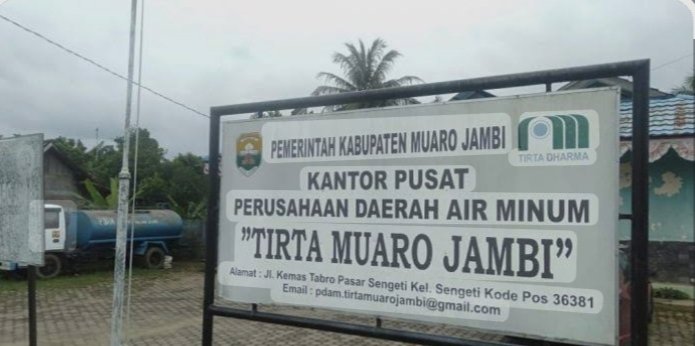 PEMERINTAH KABUPATEN MUARO JAMBI
TIRTA DHARMA
KANTOR PUSAT
PERUSAHAAN DAERAH AIR MINUM
"TIRTA MUARO JAMBI"
Alamat : Jl. Kemas Tabro Pasar Sengeti Kel. Sengeti Kode Pos 36381
Email : pdam.tirtamuarojambi@gmail.com